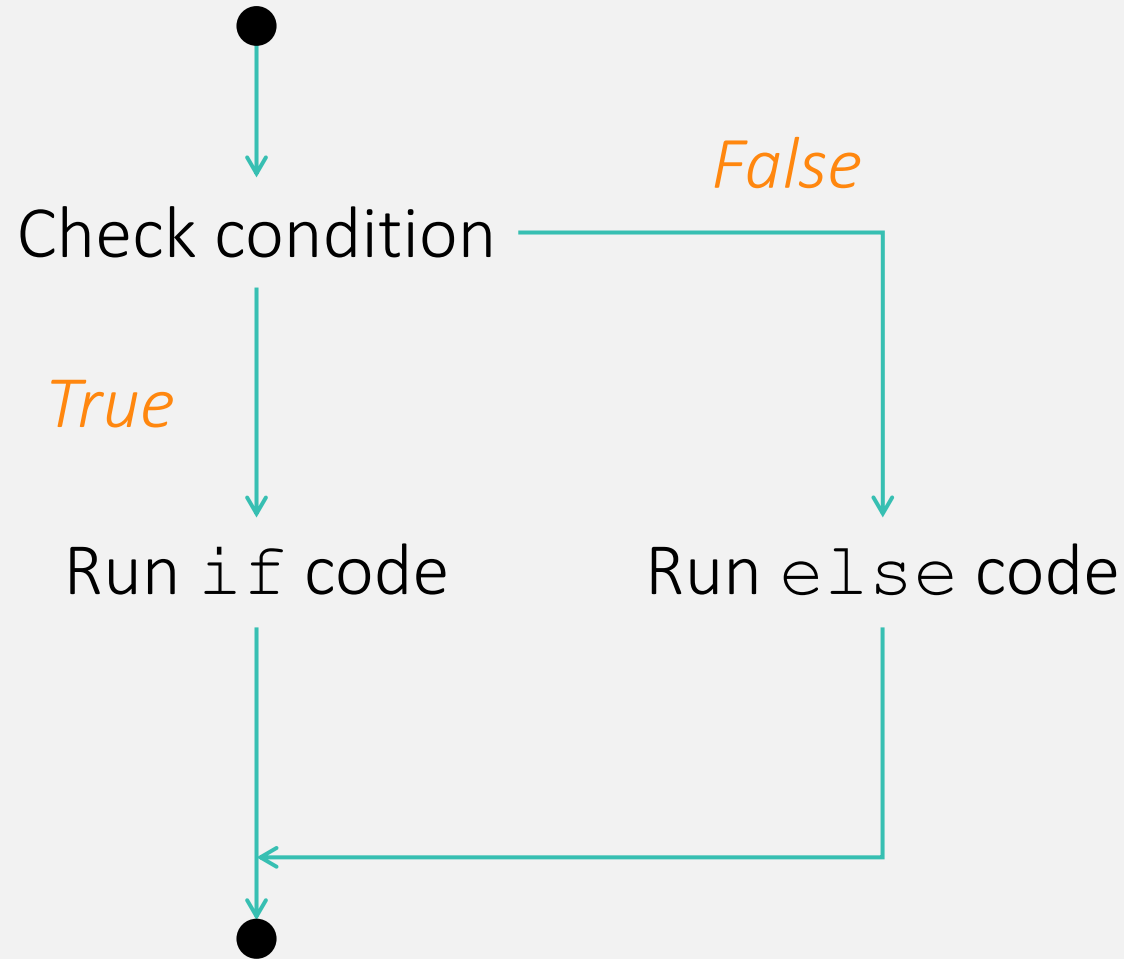 False
Check condition
True
Run if code
Run else code